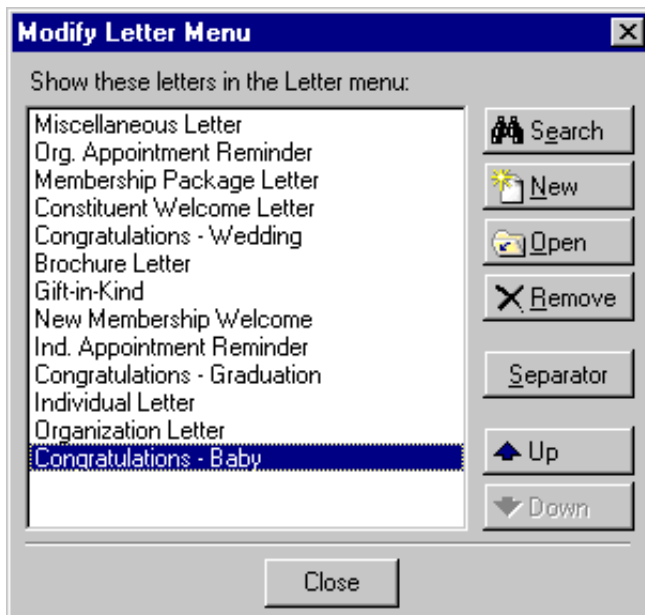 Modify Letter Menu
Show these letters in the Letter menu:
Miscellaneous Letter
Org. Appointment Reminder
Membership Package Letter
Constituent Welcome Letter
Congratulations - Wedding
Brochure Letter
Gift-in-Kind
New Membership Welcome
Ind. Appointment Reminder
Congratulations - Graduation
Individual Letter
Organization Letter
Congratulations - Baby
Search
New
Open
Remove
Separator
Up
Down
Close